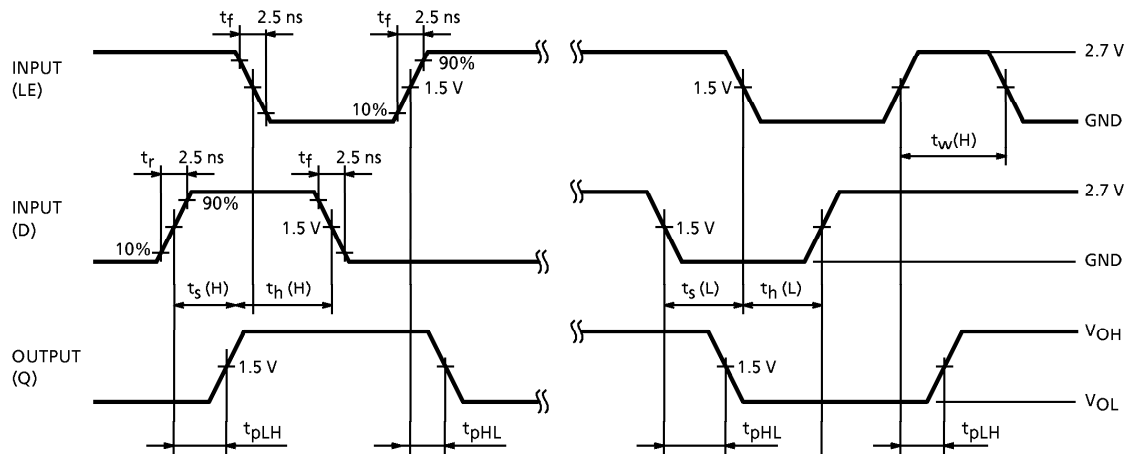 tf 2.5 ns tf 2.5 ns
INPUT (LE)
90%
1.5 V
10%
1.5 V
2.7 V
GND
tw(H)
tr 2.5 ns tf 2.5 ns
INPUT (D)
90%
1.5 V
10%
1.5 V
2.7 V
GND
ts (H) th (H) ts (L) th (L)
OUTPUT (Q)
1.5 V
1.5 V
VOH
VOL
tpLH tpHL tpHL tpLH